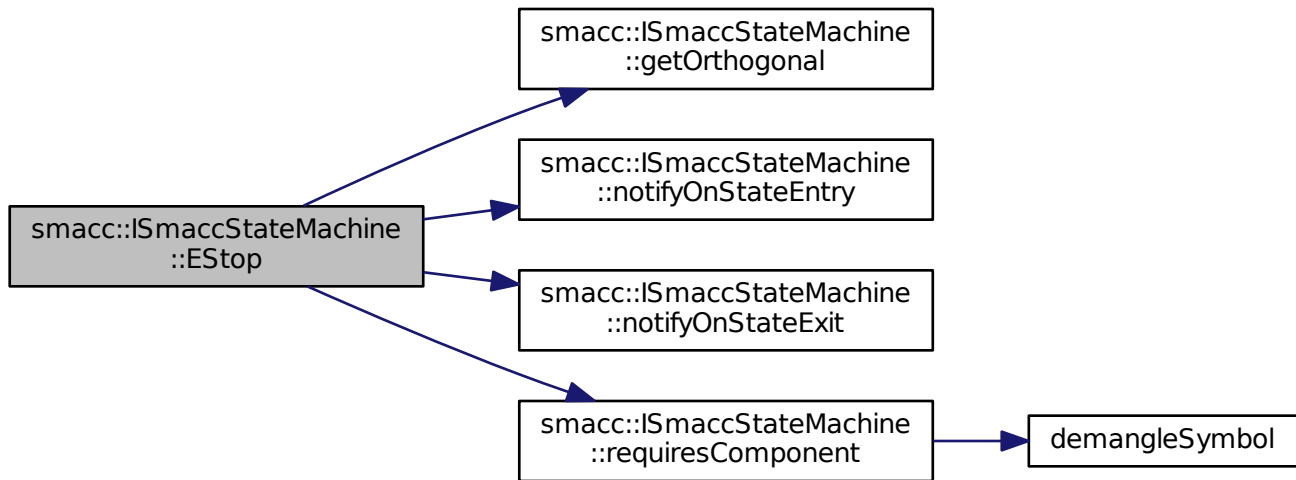 smacc::ISmaccStateMachine
::getOrthogonal
smacc::ISmaccStateMachine
::notifyOnStateEntry
smacc::ISmaccStateMachine
::EStop
smacc::ISmaccStateMachine
::notifyOnStateExit
smacc::ISmaccStateMachine
::requiresComponent
demangleSymbol